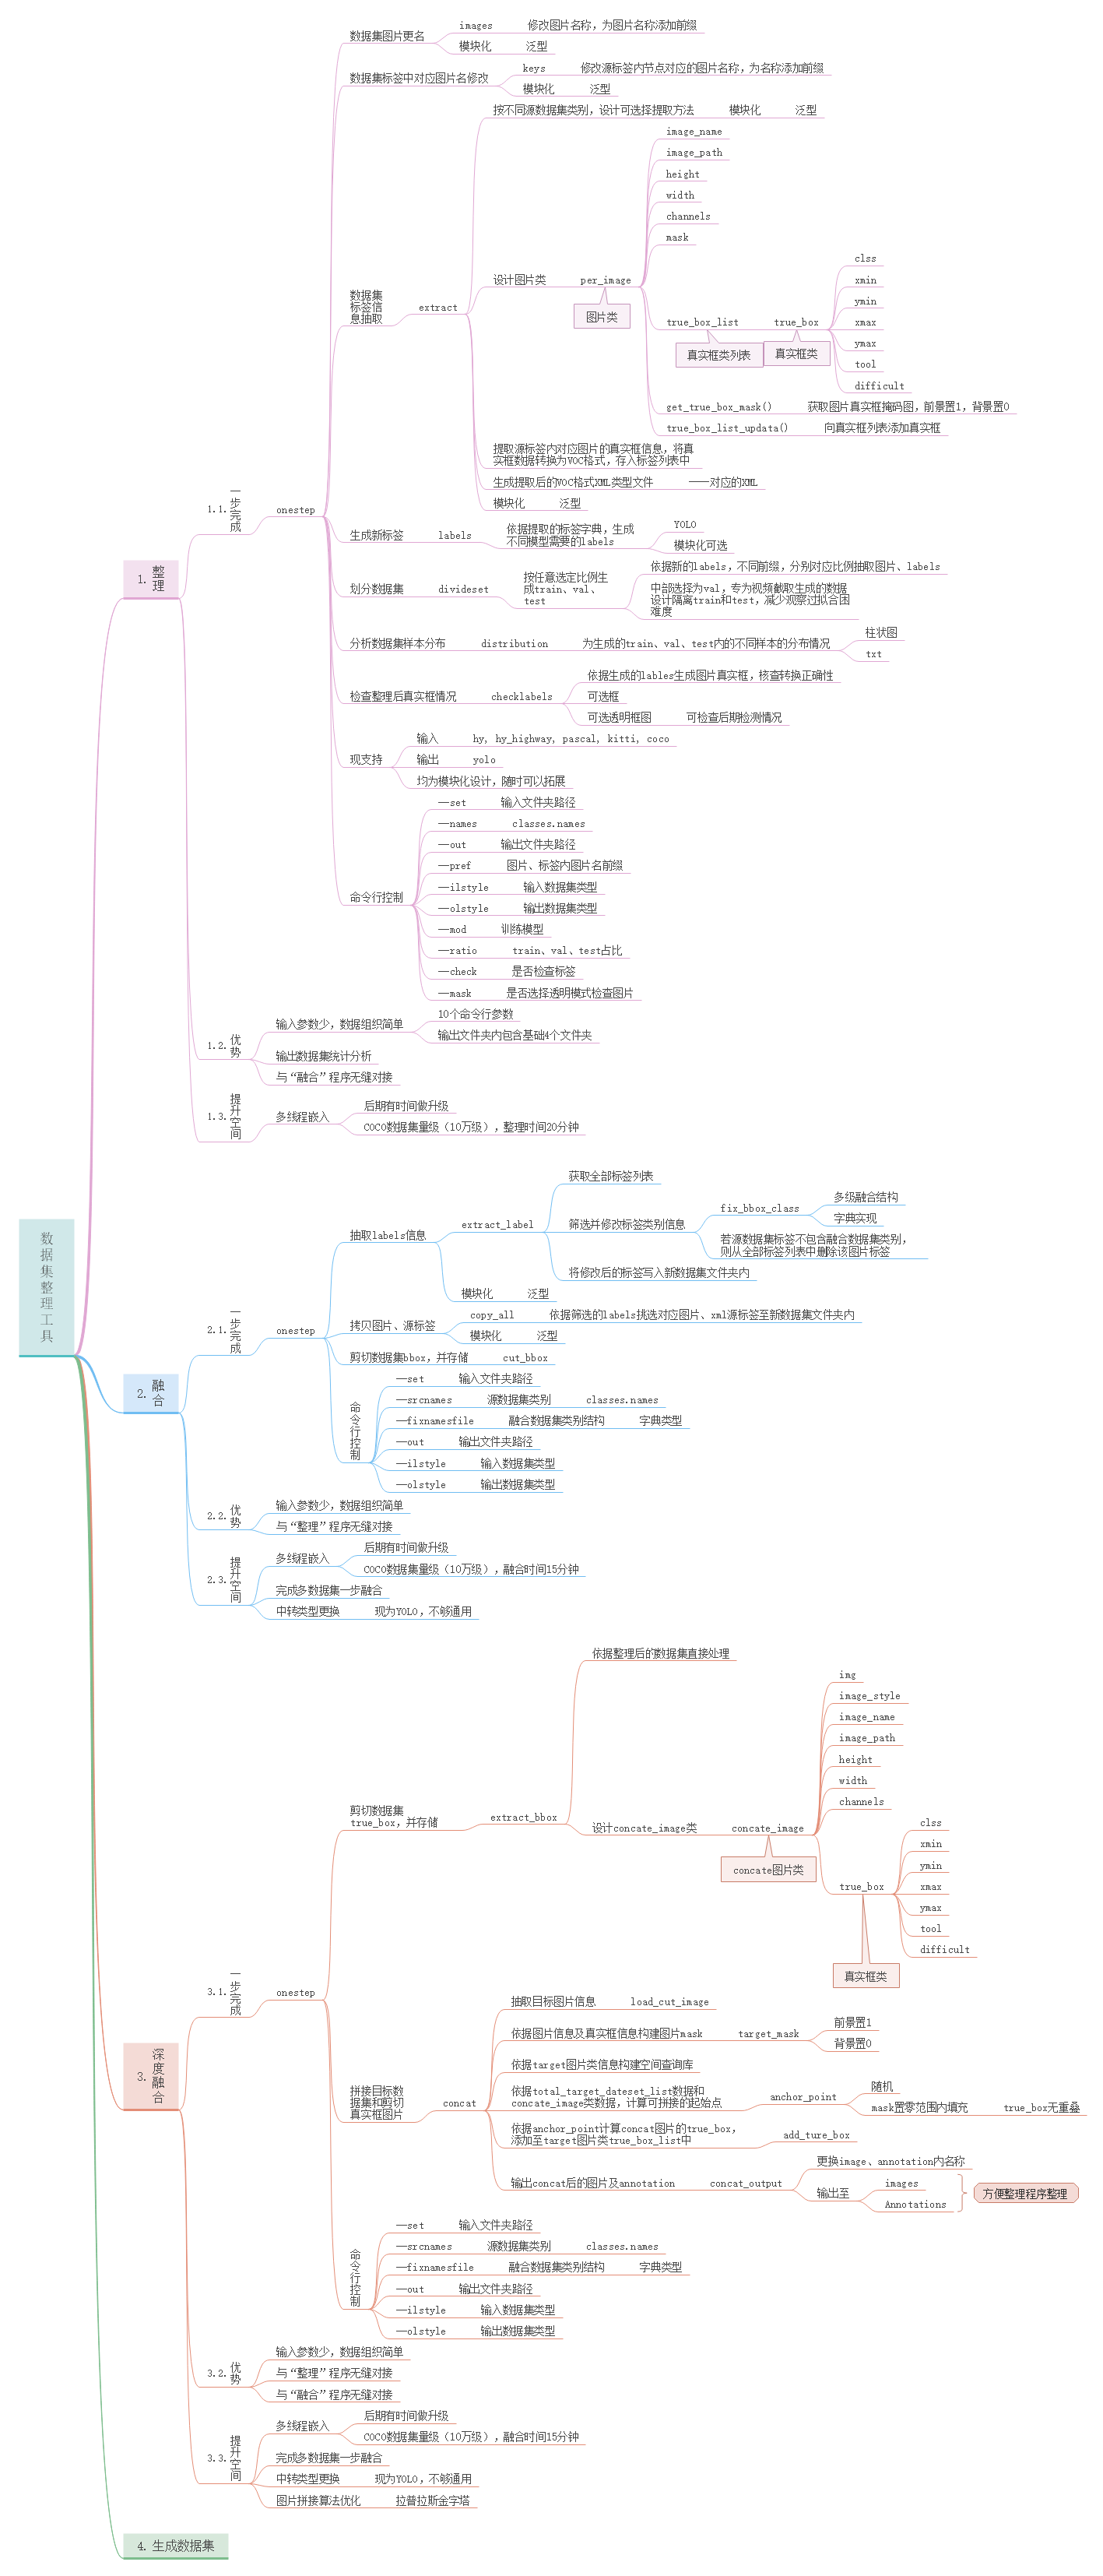 数据集整理工具
1. 整理
1.1. 一步完成
onestep
数据集图片更名
images
修改图片名称，为图片名称添加前缀
模块化
泛型
数据集标签中对应图片名修改
keys
修改源标签内节点对应的图片名称，为名称添加前缀
模块化
泛型
数据集
标签信
息抽取
extract
按不同源数据集类别，设计可选择提取方法
模块化
泛型
设计图片类
per_image
图片类
image_name
image_path
height
width
channels
mask
true_box_list
真实框类列表
true_box
真实框类
clss
xmin
ymin
xmax
ymax
tool
difficult
get_true_box_mask()
获取图片真实框掩码图，前景置1，背景置0
true_box_list_updata()
向真实框列表添加真实框
提取源标签内对应图片的真实框信息，将真
实框数据转换为VOC格式，存入标签列表中
生成提取后的VOC格式XML类型文件
一一对应的XML
模块化
泛型
生成新标签
labels
依据提取的标签字典，生成
不同模型需要的labels
YOLO
模块化可选
划分数据集
divideset
按任意选定比例生
成train、val、
test
依据新的labels，不同前缀，分别对应比例抽取图片、labels
中部选择为val，专为视频截取生成的数据
设计隔离train和test，减少观察过拟合困
难度
分析数据集样本分布
distribution
为生成的train、val、test内的不同样本的分布情况
柱状图
txt
检查整理后真实框情况
checklabels
依据生成的lables生成图片真实框，核查转换正确性
可选框
可选透明框图
可检查后期检测情况
现支持
输入
hy, hy_highway, pascal, kitti, coco
输出
yolo
均为模块化设计，随时可以拓展
命令行控制
—set
输入文件夹路径
—names
classes.names
—out
输出文件夹路径
—pref
图片、标签内图片名前缀
—ilstyle
输入数据集类型
—olstyle
输出数据集类型
—mod
训练模型
—ratio
train、val、test占比
—check
是否检查标签
—mask
是否选择透明模式检查图片
1.2. 优势
输入参数少，数据组织简单
10个命令行参数
输出文件夹内包含基础4个文件夹
输出数据集统计分析
与“融合”程序无缝对接
1.3. 提升空间
多线程嵌入
后期有时间做升级
COCO数据集量级（10万级），整理时间20分钟
2. 融合
2.1. 一步完成
onestep
抽取labels信息
extract_label
获取全部标签列表
筛选并修改标签类别信息
fix_bbox_class
多级融合结构
字典实现
若源数据集标签不包含融合数据集类别，
则从全部标签列表中删除该图片标签
将修改后的标签写入新数据集文件夹内
模块化
泛型
拷贝图片、源标签
copy_all
依据筛选的labels挑选对应图片、xml源标签至新数据集文件夹内
模块化
泛型
剪切数据集bbox，并存储
cut_bbox
命令行控制
—set
输入文件夹路径
—srcnames
源数据集类别
classes.names
—fixnamesfile
融合数据集类别结构
字典类型
—out
输出文件夹路径
—ilstyle
输入数据集类型
—olstyle
输出数据集类型
2.2. 优势
输入参数少，数据组织简单
与“整理”程序无缝对接
2.3. 提升空间
多线程嵌入
后期有时间做升级
COCO数据集量级（10万级），融合时间15分钟
完成多数据集一步融合
中转类型更换
现为YOLO，不够通用
3. 深度融合
3.1. 一步完成
onestep
剪切数据集
true_box，并存储
extract_bbox
依据整理后的数据集直接处理
设计concate_image类
concate_image
concate图片类
img
image_style
image_name
image_path
height
width
channels
true_box
真实框类
clss
xmin
ymin
xmax
ymax
tool
difficult
拼接目标数
据集和剪切
真实框图片
concat
抽取目标图片信息
load_cut_image
依据图片信息及真实框信息构建图片mask
target_mask
前景置1
背景置0
依据target图片类信息构建空间查询库
依据total_target_dateset_list数据和
concate_image类数据，计算可拼接的起始点
anchor_point
随机
mask置零范围内填充
true_box无重叠
依据anchor_point计算concat图片的true_box，
添加至target图片类true_box_list中
add_ture_box
输出concat后的图片及annotation
concat_output
更换image、annotation内名称
输出至
images
Annotations
方便整理程序整理
命令行控制
—set
输入文件夹路径
—srcnames
源数据集类别
classes.names
—fixnamesfile
融合数据集类别结构
字典类型
—out
输出文件夹路径
—ilstyle
输入数据集类型
—olstyle
输出数据集类型
3.2. 优势
输入参数少，数据组织简单
与“整理”程序无缝对接
与“融合”程序无缝对接
3.3. 提升空间
多线程嵌入
后期有时间做升级
COCO数据集量级（10万级），融合时间15分钟
完成多数据集一步融合
中转类型更换
现为YOLO，不够通用
图片拼接算法优化
拉普拉斯金字塔
4. 生成数据集